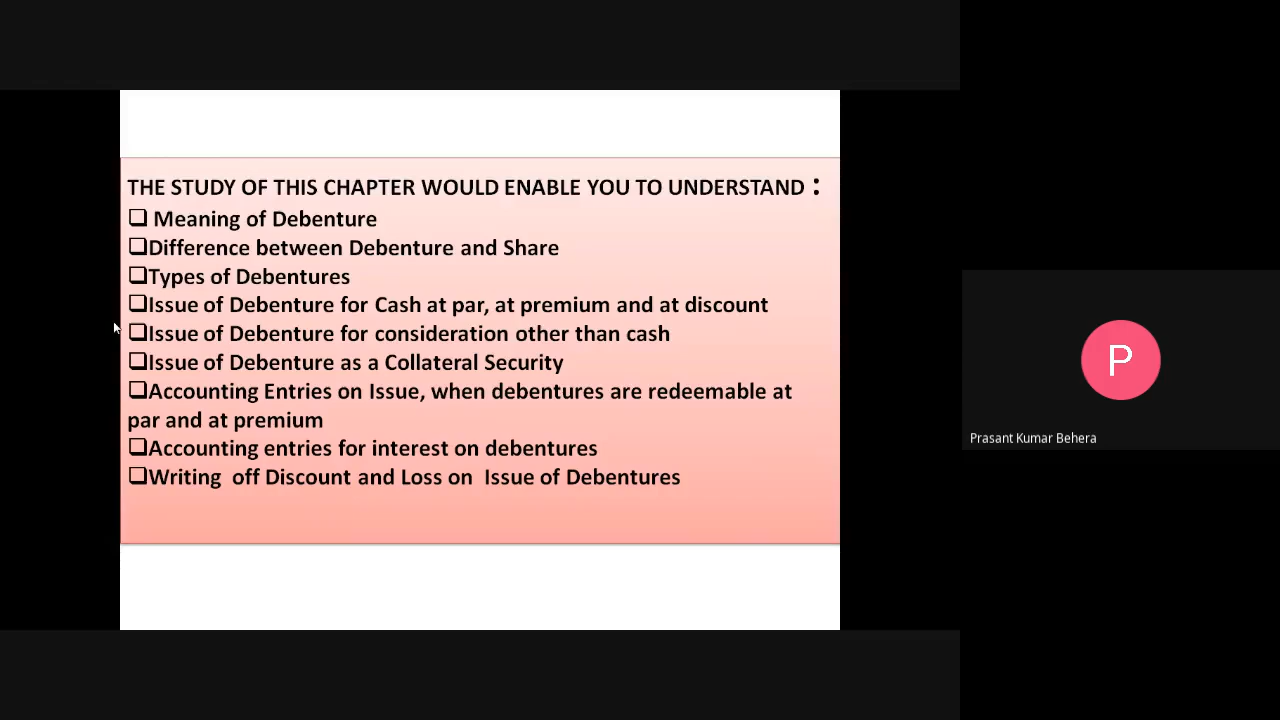 THE STUDY OF THIS CHAPTER WOULD ENABLE YOU TO UNDERSTAND :
❑ Meaning of Debenture
❑Difference between Debenture and Share
❑Types of Debentures
❑Issue of Debenture for Cash at par, at premium and at discount
❑Issue of Debenture for consideration other than cash
❑Issue of Debenture as a Collateral Security
❑Accounting Entries on Issue, when debentures are redeemable at
par and at premium
❑Accounting entries for interest on debentures
❑Writing off Discount and Loss on Issue of Debentures
P
Prasant Kumar Behera